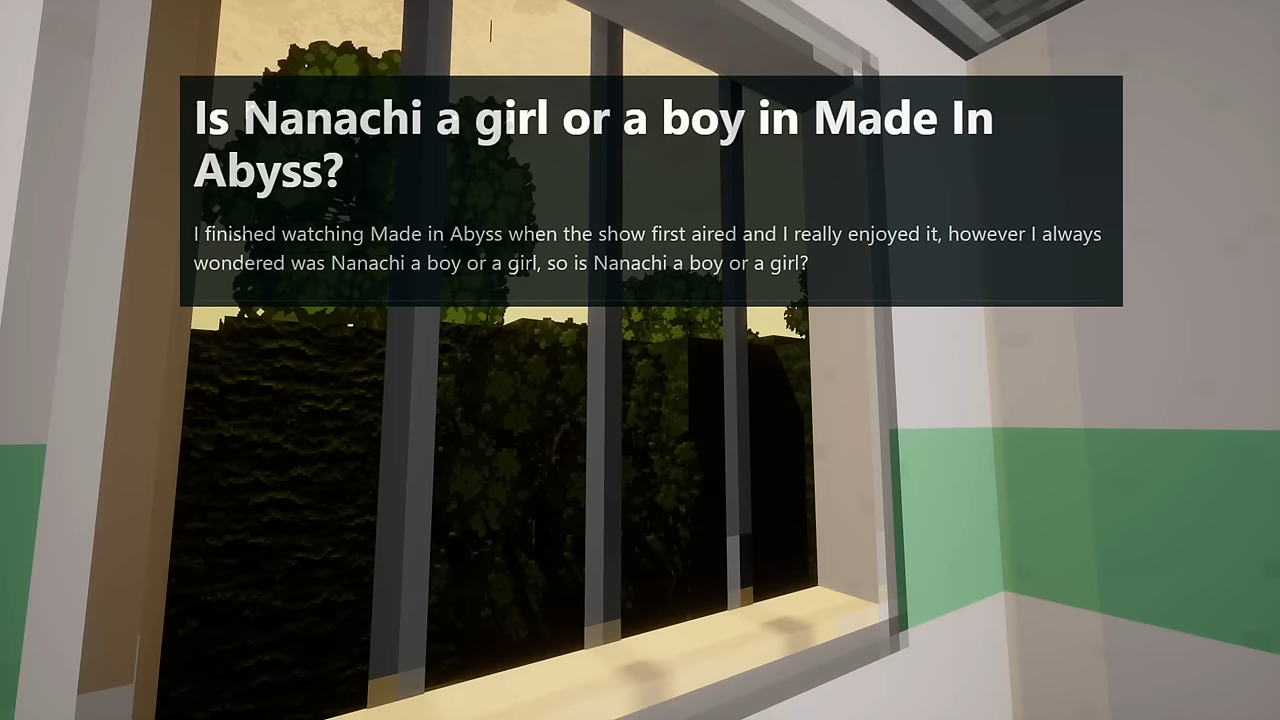 Is Nanachi a girl or a boy in Made In
Abyss?
I finished watching Made in Abyss when the show first aired and I really enjoyed it, however I always
wondered was Nanachi a boy or a girl, so is Nanachi a boy or a girl?